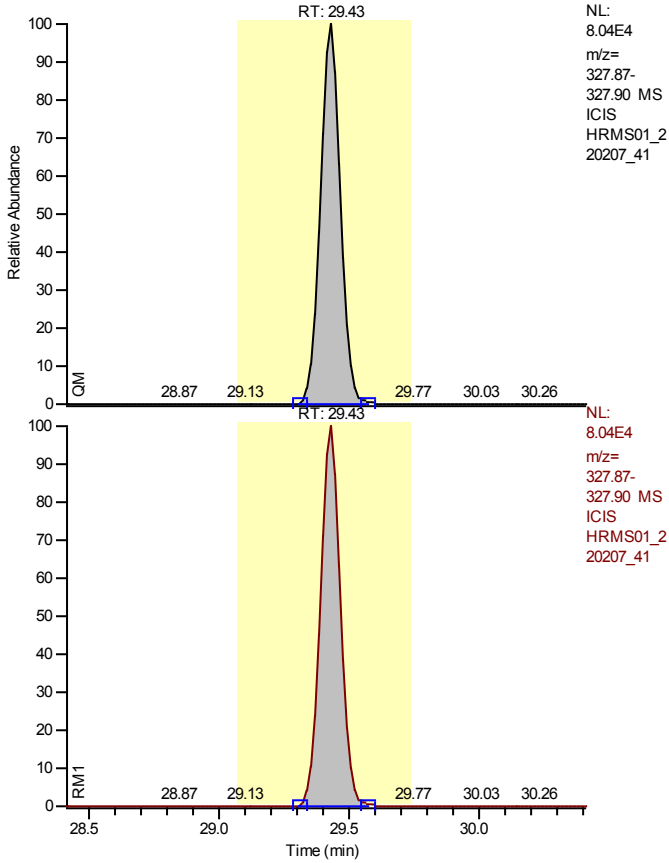 RT: 29.43
NL:
8.04E4
m/z=
327.87-
327.90 MS
ICIS
HRMS01_2
20207_41
100
90
80
70
60
50
40
30
20
10
0
Relative Abundance
QM
28.87 29.13 29.77 30.03 30.26
RT: 29.43
NL:
8.04E4
m/z=
327.87-
327.90 MS
ICIS
HRMS01_2
20207_41
100
90
80
70
60
50
40
30
20
10
0
RM1
28.87 29.13 29.77 30.03 30.26
28.5 29.0 29.5 30.0
Time (min)